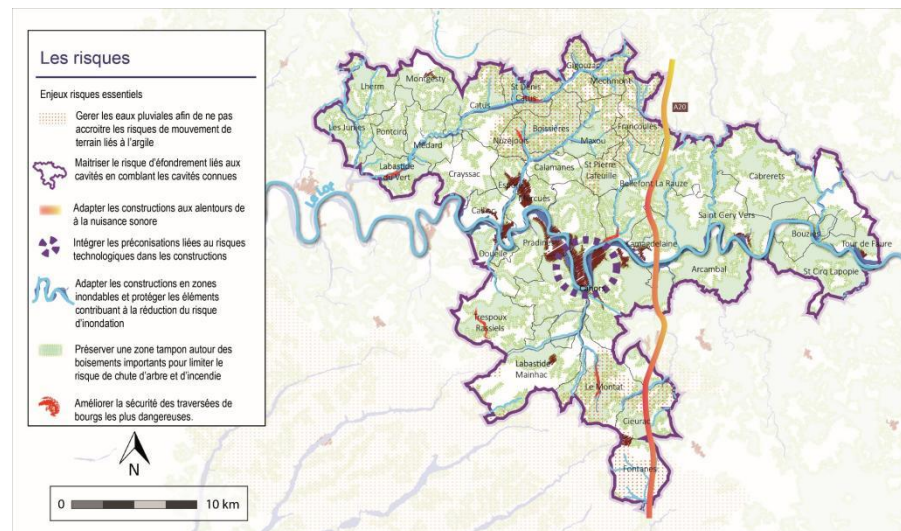 Les risques
Enjeux risques essentiels
Gerer les eaux pluviales afin de ne pas
accroitre les risques de mouvement de
terrain liés à l'argile
Maitriser le risque d'éfondrement liés aux
cavités en comblant les cavités connues
Adapter les constructions aux alentours de
à la nuisance sonore
Intégrer les préconisations liées au risques
technologiques dans les constructions
Adapter les constructions en zones
inondables et protéger les éléments
contribuant à la réduction du risque
d'inondation
Préserver une zone tampon autour des
boisements importants pour limiter le
risque de chute d'arbre et d'incendie
Améliorer la sécurité des traversées de
bourgs les plus dangereuses.
N
0
10 km
Le Lot
A20
Montgesty
Lherm
Gigouzac
Mechmont
St Denis
Catus
Catus
Les Junies
Pontcirq
Boissières
Francoulès
Nuzéjouls
Maxou
Médard
Labastide
du Vert
Crayssac
Calamanes
St Pierre
Lafeuille
Bellefont La Rauze
Cabrerets
Saint Gery Vers
Bouziès
Tour de Faure
Pradines
Lamagdelaine
Douelle
Arcambal
St Cirq Lapopie
Cahors
Trespoux
Rassiels
Labastide
Mainhac
Le Montat
Cieurac
Fontanes